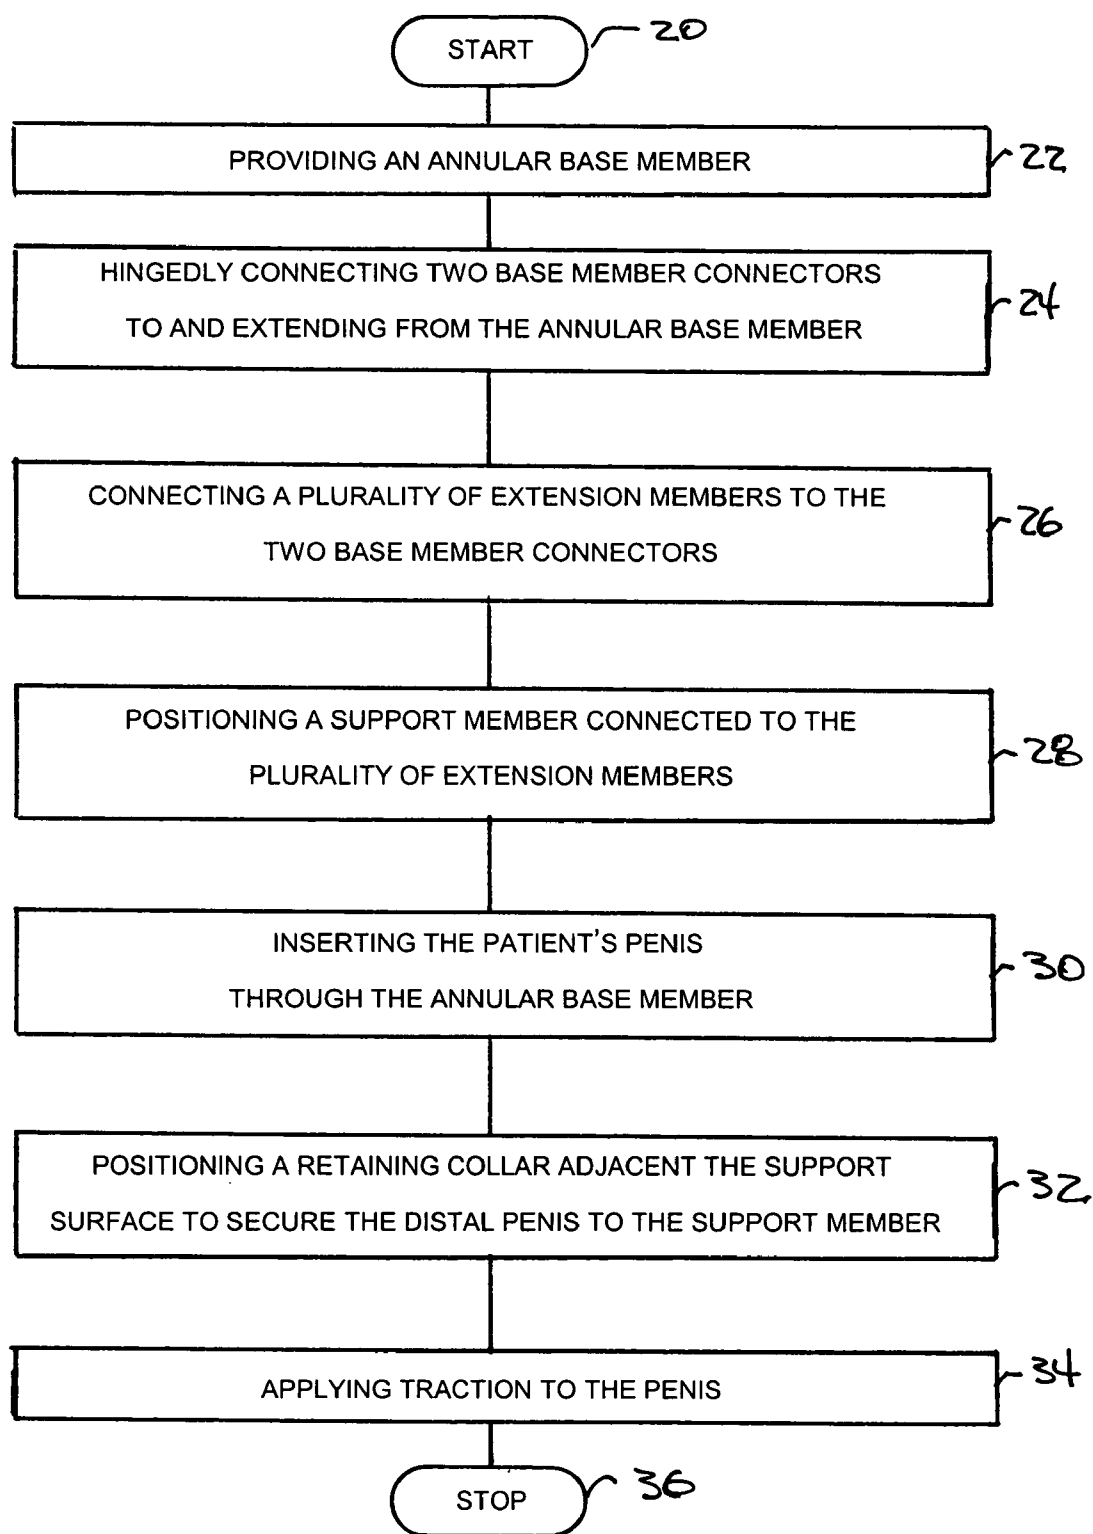 START
20
PROVIDING AN ANNULAR BASE MEMBER
22
HINGEDLY CONNECTING TWO BASE MEMBER CONNECTORS
TO AND EXTENDING FROM THE ANNULAR BASE MEMBER
24
CONNECTING A PLURALITY OF EXTENSION MEMBERS TO THE
TWO BASE MEMBER CONNECTORS
26
POSITIONING A SUPPORT MEMBER CONNECTED TO THE
PLURALITY OF EXTENSION MEMBERS
28
INSERTING THE PATIENT'S PENIS
THROUGH THE ANNULAR BASE MEMBER
30
POSITIONING A RETAINING COLLAR ADJACENT THE SUPPORT
SURFACE TO SECURE THE DISTAL PENIS TO THE SUPPORT MEMBER
32
APPLYING TRACTION TO THE PENIS
34
STOP
36